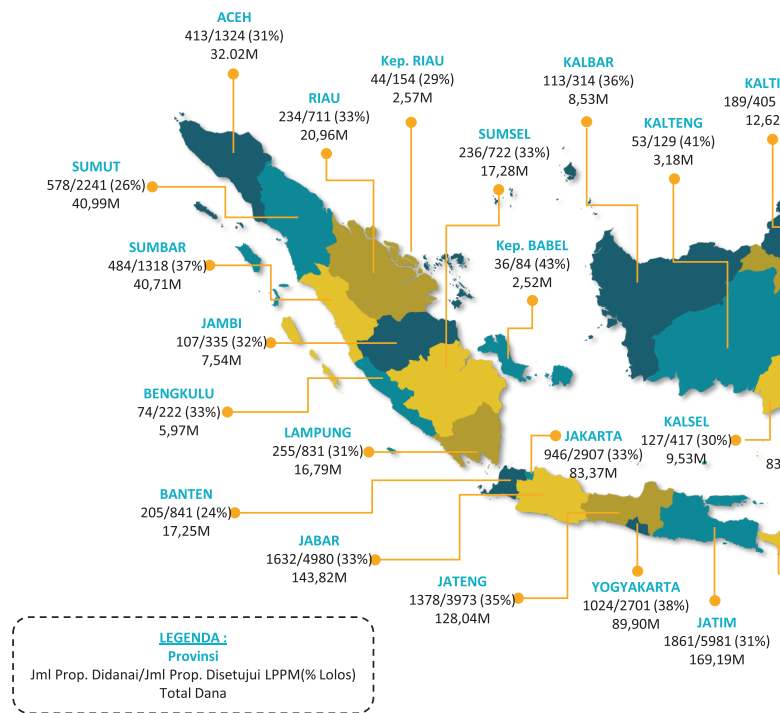 ACEH
413/1324 (31%)
32.02M
Kep. RIAU
44/154 (29%)
2,57M
KALBAR
113/314 (36%)
8,53M
KALTI
189/405
12,62
RIAU
234/711 (33%)
20,96M
SUMSEL
236/722 (33%)
17,28M
KALTENG
53/129 (41%)
3,18M
SUMUT
578/2241 (26%)
40,99M
SUMBAR
484/1318 (37%)
40,71M
Kep. BABEL
36/84 (43%)
2,52M
JAMBI
107/335 (32%)
7,54M
BENGKULU
74/222 (33%)
5,97M
LAMPUNG
255/831 (31%)
16,79M
JAKARTA
946/2907 (33%)
83,37M
KALSEL
127/417 (30%)
9,53M
83
BANTEN
205/841 (24%)
17,25M
JABAR
1632/4980 (33%)
143,82M
JATENG
1378/3973 (35%)
128,04M
YOGYAKARTA
1024/2701 (38%)
89,90M
JATIM
1861/5981 (31%)
169,19M
LEGENDA :
Provinsi
Jml Prop. Didanai/Jml Prop. Disetujui LPPM(% Lolos)
Total Dana